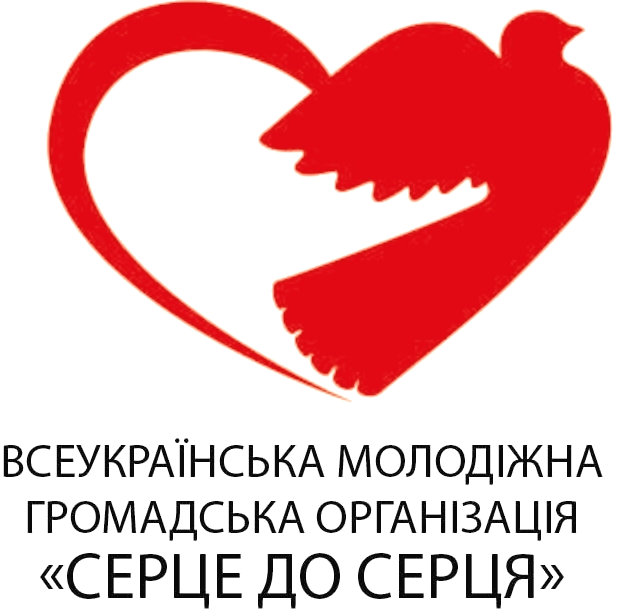 ВСЕУКРАЇНСЬКА МОЛОДІЖНА
ГРОМАДСЬКА ОРГАНІЗАЦІЯ
«СЕРЦЕ ДО СЕРЦЯ»